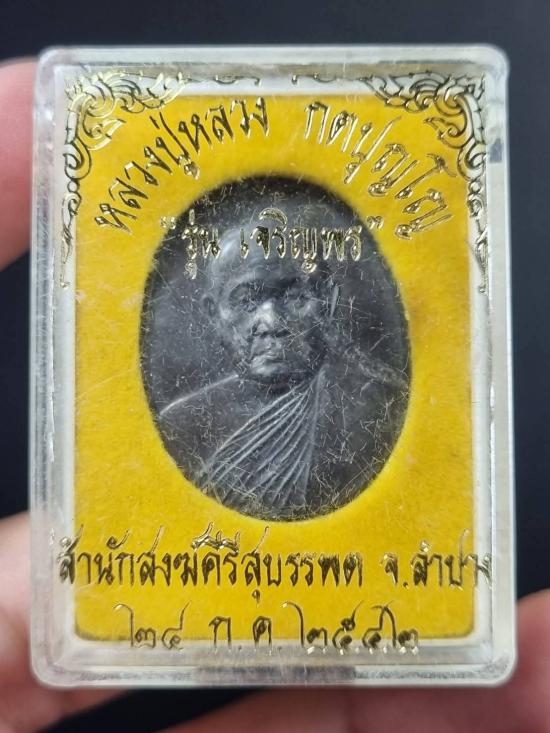 หลวงปู่หลวง กตปุญฺโญ
"รุ่น เจริญพร"
สำนักสงฆ์คีรีสุบรรพต จ.ลำปาง
๒๔ ก.ค.๒๕๔๒